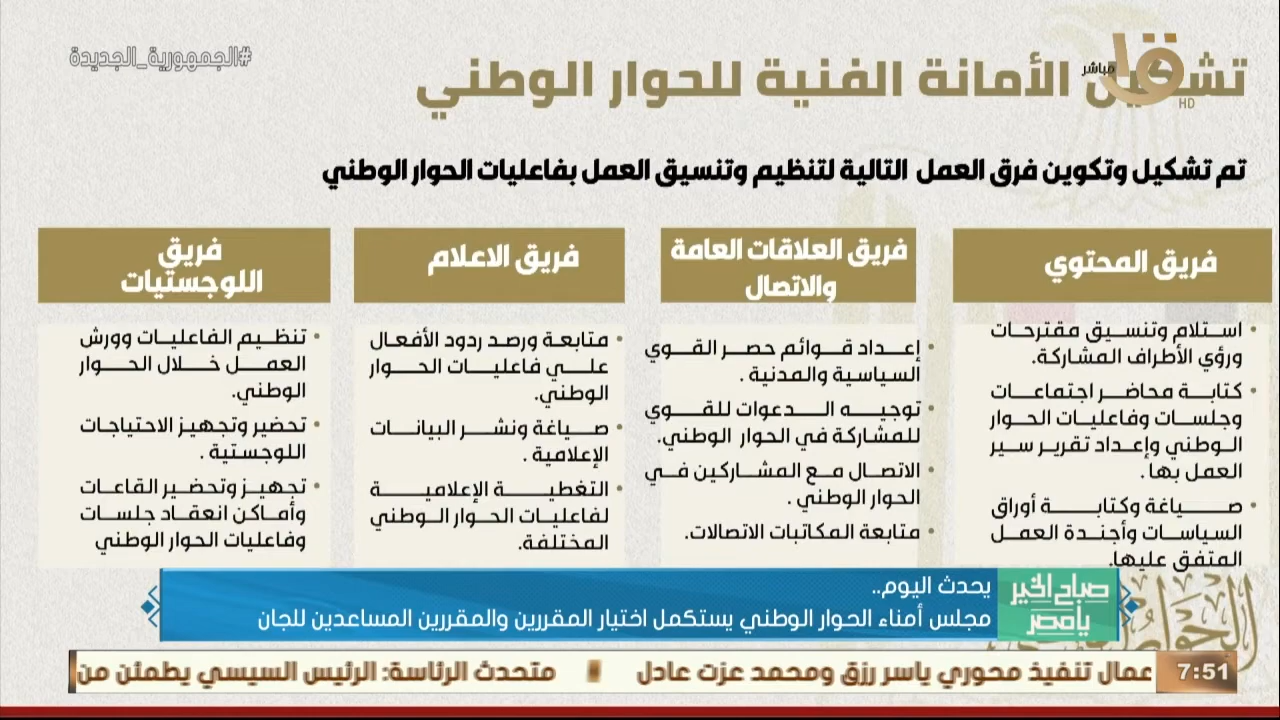 #الجمهورية_الجديدة
مباشر
HD
تشكيل الأمانة الفنية للحوار الوطني
تم تشكيل وتكوين فرق العمل التالية لتنظيم وتنسيق العمل بفاعليات الحوار الوطني
فريق المحتوي
استلام وتنسيق مقترحات
ورؤي الأطراف المشاركة.
كتابة محاضر اجتماعات
وجلسات وفاعليات الحوار
الوطني وإعداد تقرير سير
العمل بها.
صياغة وكتابة أوراق
السياسات وأجندة العمل
المتفق عليها.
فريق العلاقات العامة
والاتصال
إعداد قوائم حصر القوي
السياسية والمدنية .
توجيه الدعوات للقوي
للمشاركة في الحوار الوطني.
الاتصال مع المشاركين في
الحوار الوطني .
متابعة المكاتبات الاتصالات.
فريق الاعلام
متابعة ورصد ردود الأفعال
علي فاعليات الحوار
الوطني.
صياغة ونشر البيانات
الإعلامية .
التغطية الإعلامية
لفاعليات الحوار الوطني
المختلفة.
فريق
اللوجستيات
تنظيم الفاعليات وورش
العمل خلال الحوار
الوطني.
تحضير وتجهيز الاحتياجات
اللوجستية .
تجهيز وتحضير القاعات
وأماكن انعقاد جلسات
وفاعليات الحوار الوطني
صباح الخير
يا مصر
يحدث اليوم..
مجلس أمناء الحوار الوطني يستكمل اختيار المقررين والمقررين المساعدين للجان
الحوار
7:51
عمال تنفيذ محوري ياسر رزق ومحمد عزت عادل
متحدث الرئاسة: الرئيس السيسي يطمئن من